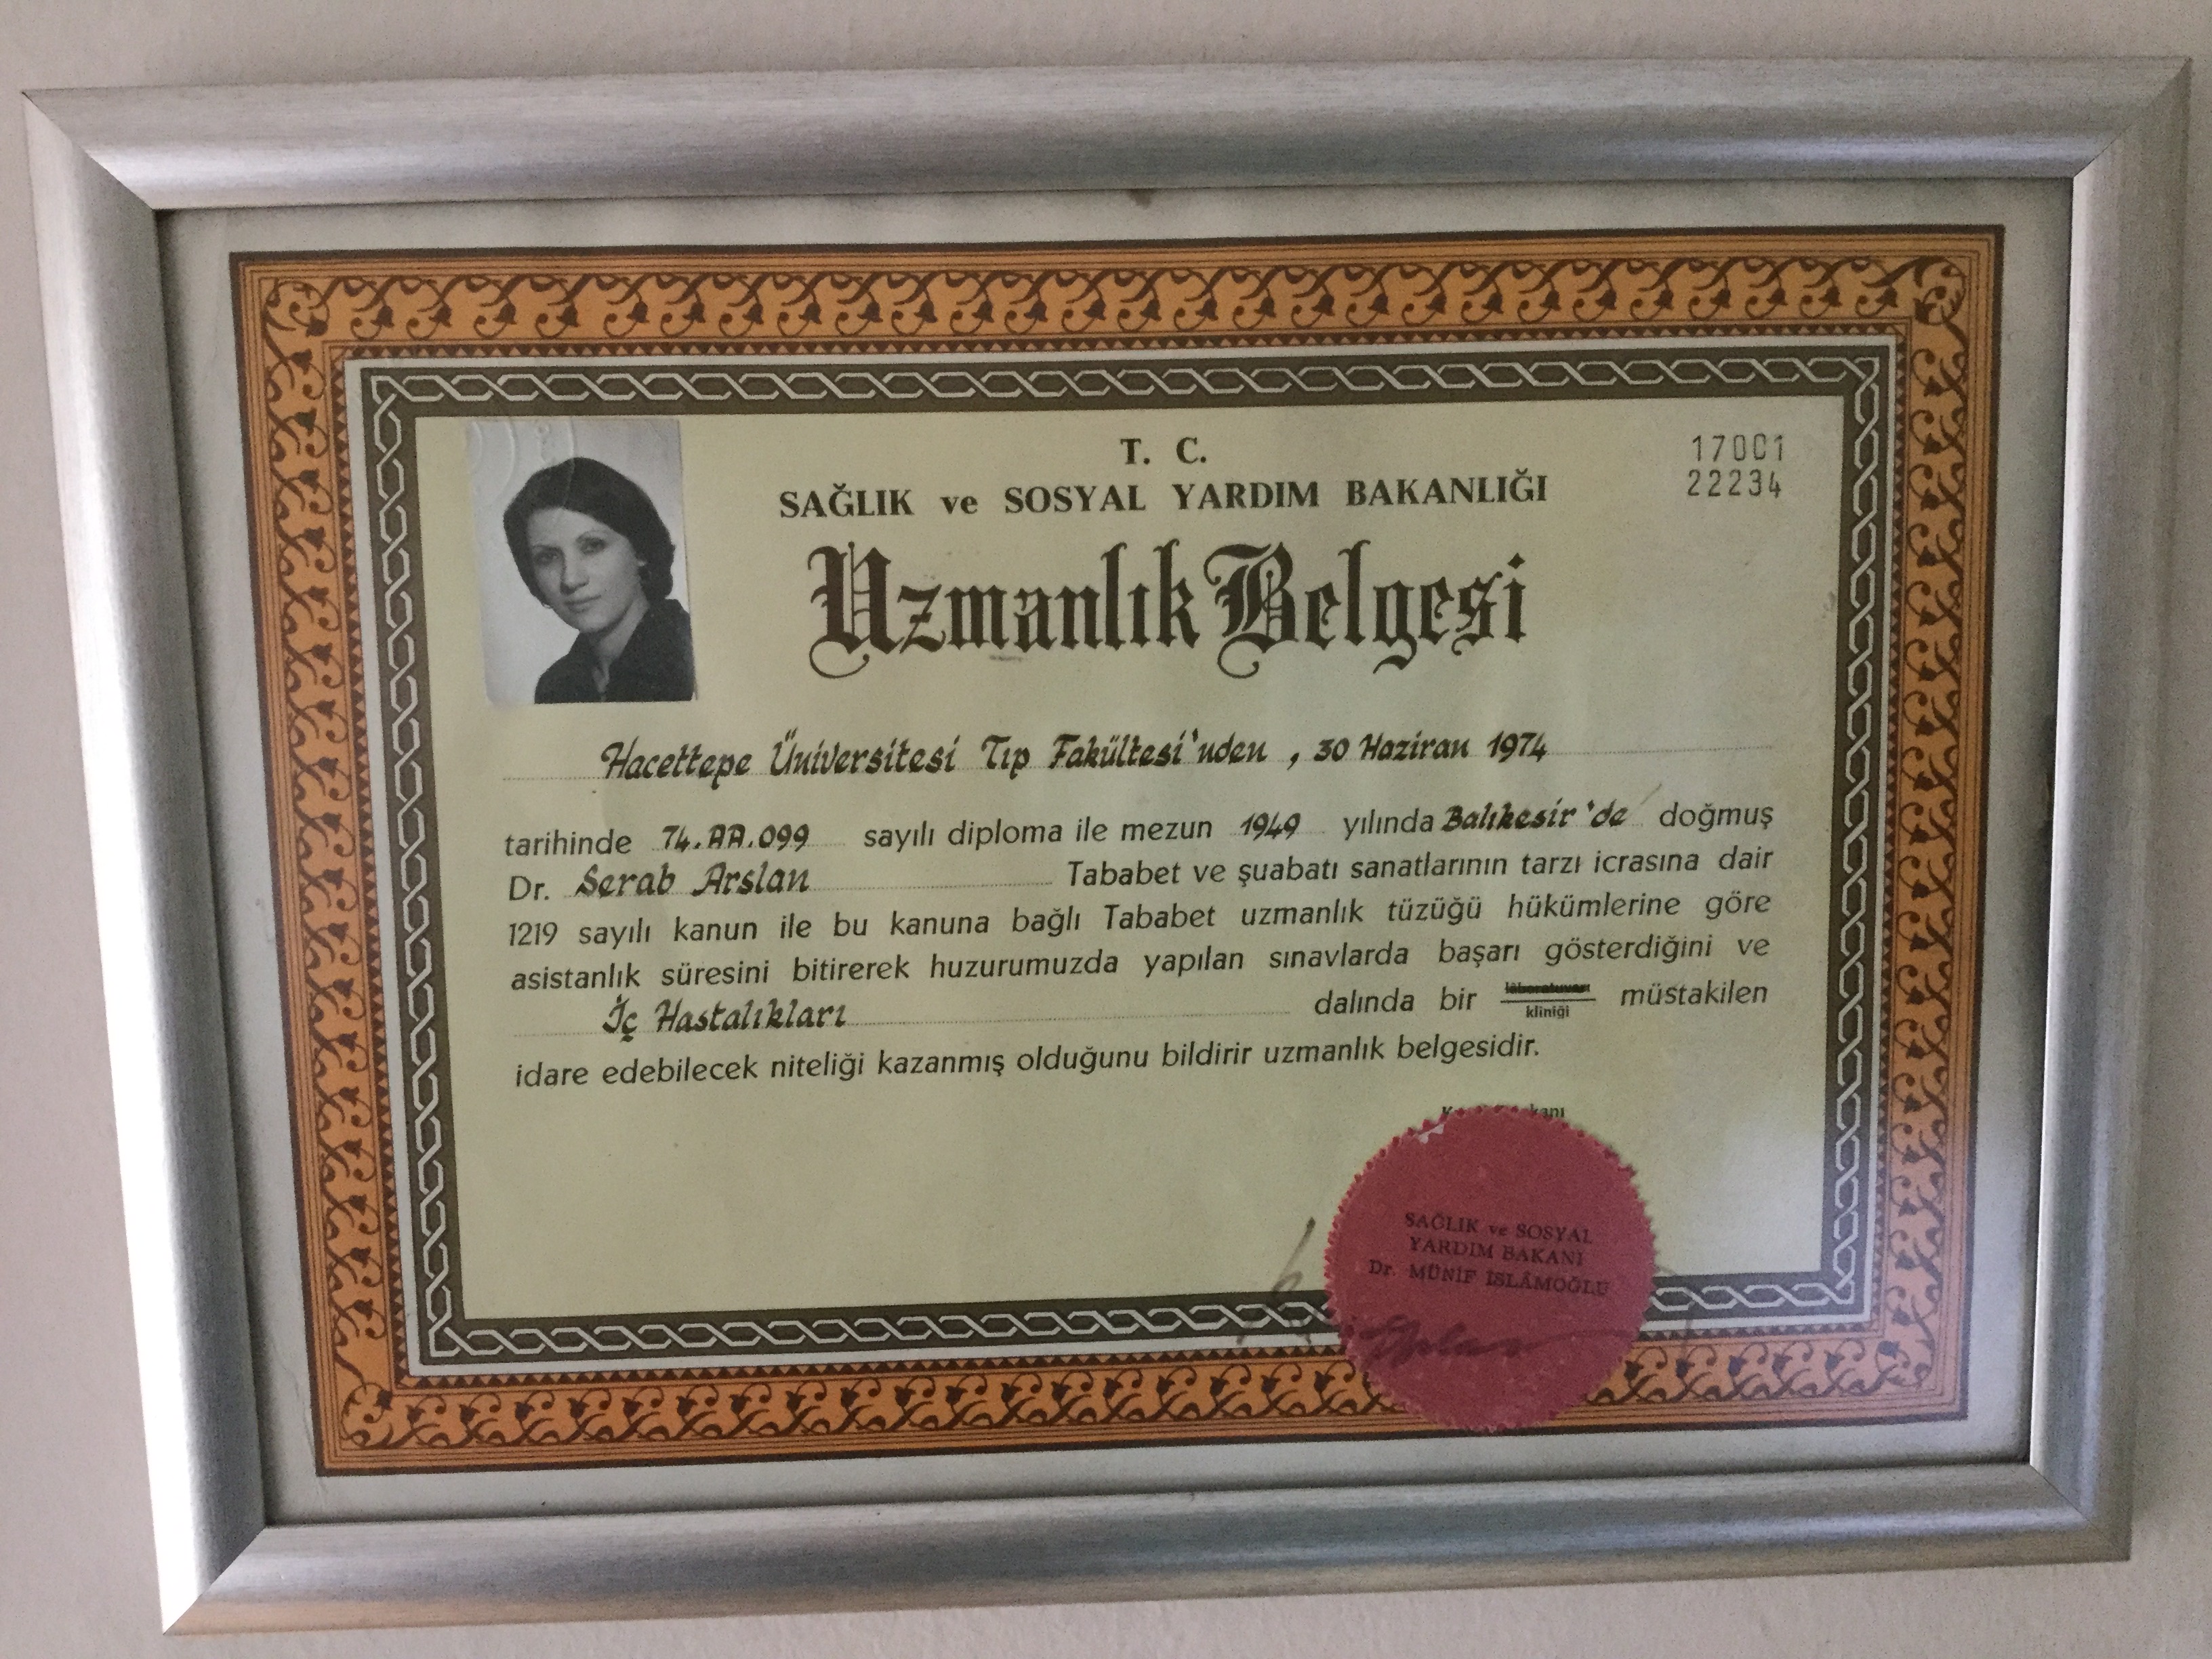 T. C.
17001
22234
SAĞLIK ve SOSYAL YARDIM BAKANLIĞI
Uzmanlık Belgesi
Hacettepe Üniversitesi Tıp Fakültesi'nden , 30 Haziran 1974
tarihinde 74.AA.099 sayılı diploma ile mezun 1949 yılında Balıkesir'de doğmuş
Dr. Serab Arslan Tababet ve şuabatı sanatlarının tarzı icrasına dair
1219 sayılı kanun ile bu kanuna bağlı Tababet uzmanlık tüzüğü hükümlerine göre
asistanlık süresini bitirerek huzurumuzda yapılan sınavlarda başarı gösterdiğini ve
İç Hastalıkları dalında bir lâboratuvarı kliniği müstakilen
idare edebilecek niteliği kazanmış olduğunu bildirir uzmanlık belgesidir.
SAĞLIK ve SOSYAL
YARDIM BAKANI
Dr. MÜNİF İSLÂMOĞLU